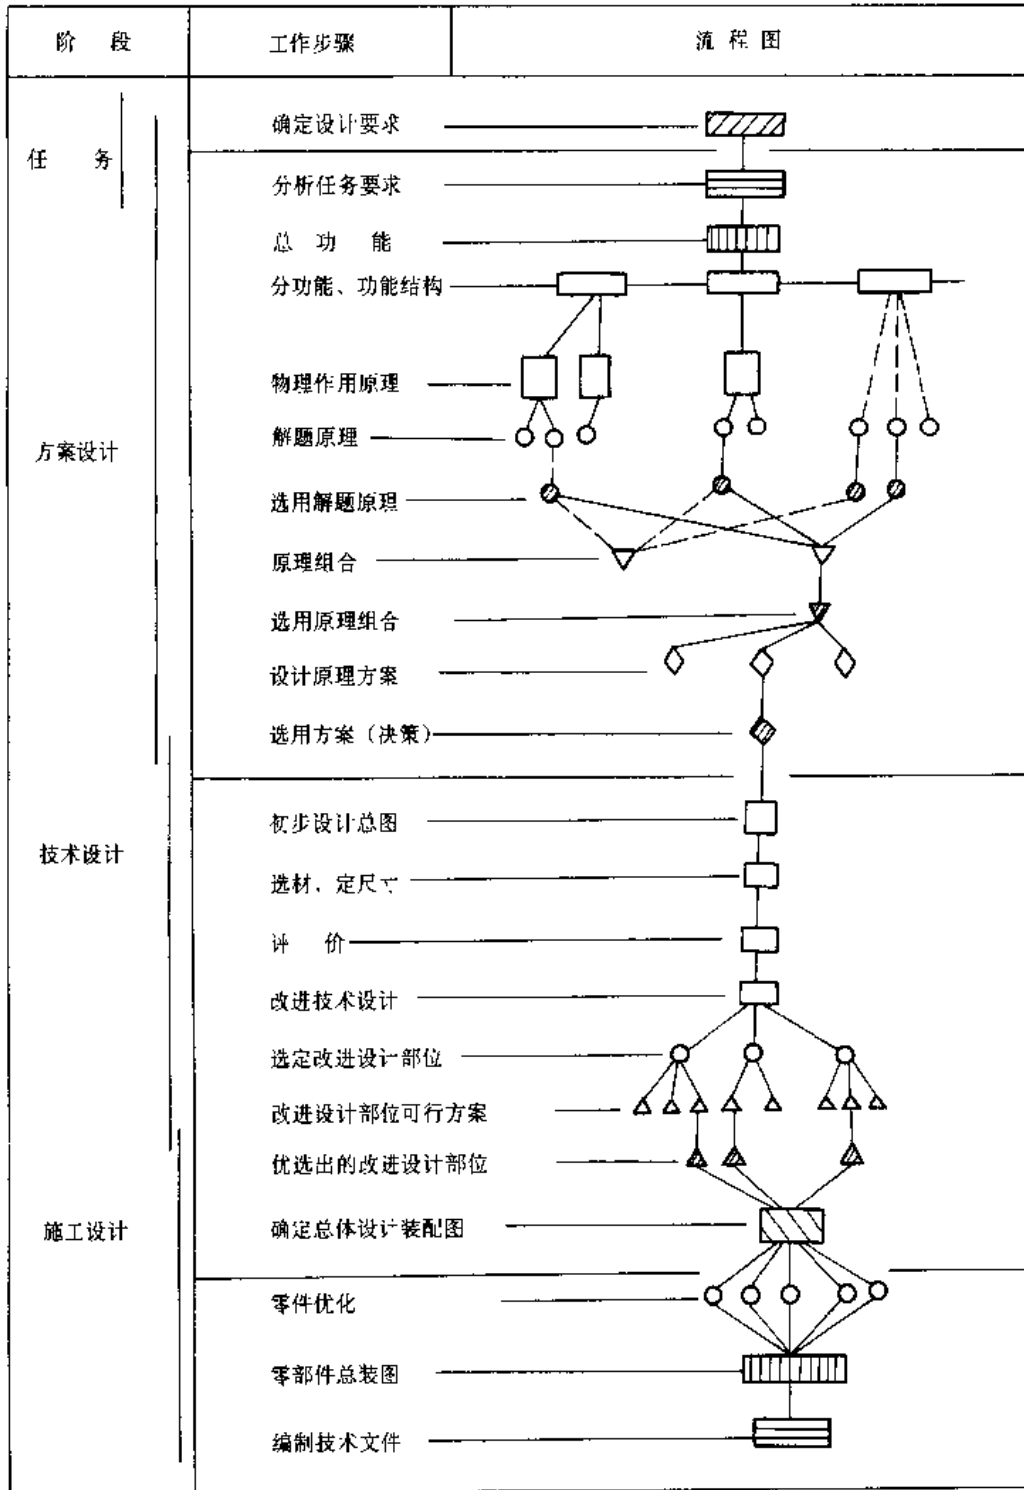 阶 段 工作步骤 流程图
确定设计要求
任 务
分析任务要求
总 功 能
分功能、功能结构
物理作用原理
解题原理
方案设计
选用解题原理
原理组合
选用原理组合
设计原理方案
选用方案（决策）
初步设计总图
技术设计
选材、定尺寸
评 价
改进技术设计
选定改进设计部位
改进设计部位可行方案
优选出的改进设计部位
施工设计
确定总体设计装配图
零件优化
零部件总装图
编制技术文件